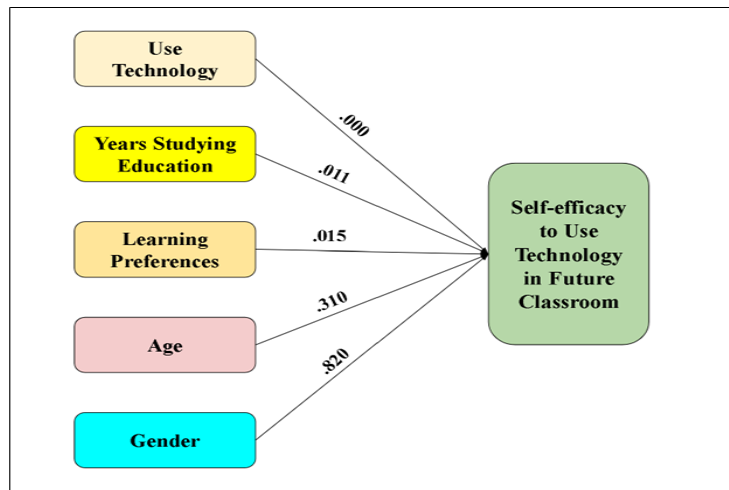 Use
Technology
.000
Years Studying
Education
.011
Learning
Preferences
.015
Age
.310
Gender
.820
Self-efficacy
to Use
Technology
in Future
Classroom